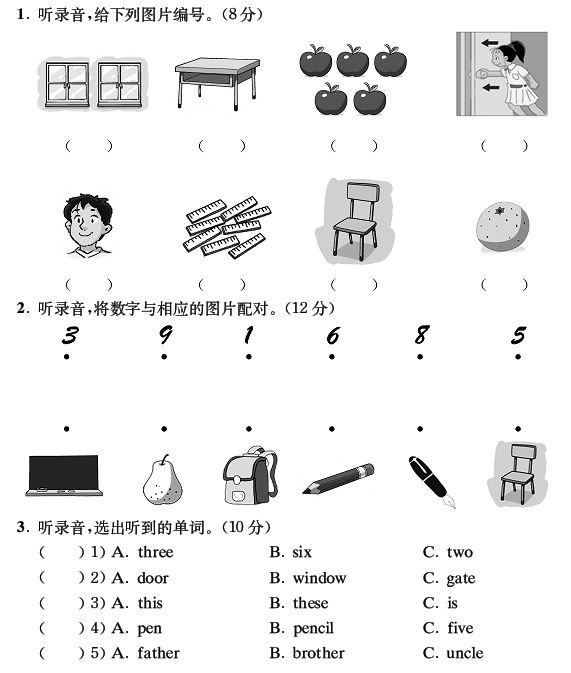 1. 听录音,给下列图片编号。(8分)
(    ) (    ) (    ) (    )
(    ) (    ) (    ) (    )
2. 听录音,将数字与相应的图片配对。(12分)
3 9 1 6 8 5
3. 听录音,选出听到的单词。(10分)
(    ) 1) A. three B. six C. two
(    ) 2) A. door B. window C. gate
(    ) 3) A. this B. these C. is
(    ) 4) A. pen B. pencil C. five
(    ) 5) A. father B. brother C. uncle